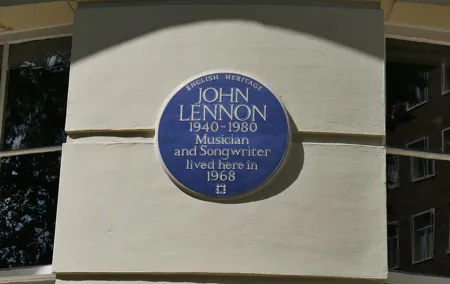 ENGLISH HERITAGE
JOHN
LENNON
1940-1980
Musician
and Songwriter
lived here in
1968